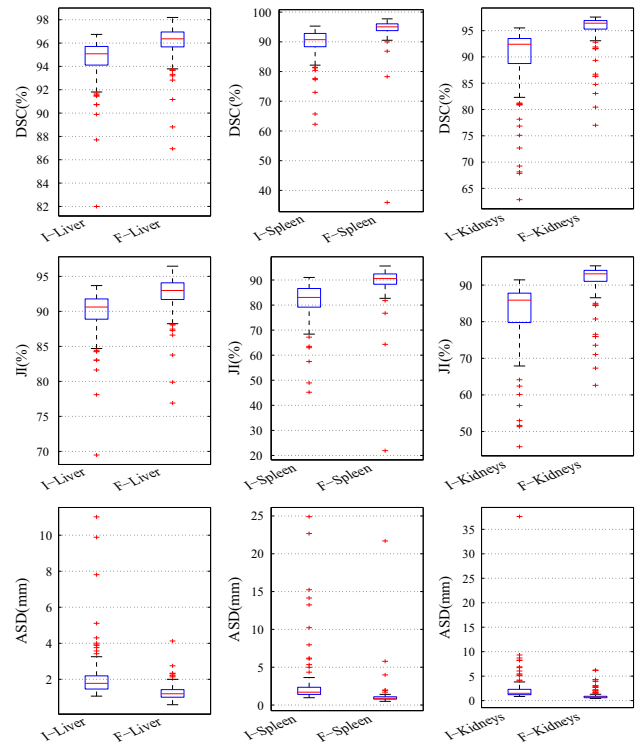 98
96
94
92
90
88
86
84
82
DSC(%)
I−Liver
F−Liver
100
90
80
70
60
50
40
DSC(%)
I−Spleen
F−Spleen
95
90
85
80
75
70
65
DSC(%)
I−Kidneys
F−Kidneys
95
90
85
80
75
70
JI(%)
I−Liver
F−Liver
90
80
70
60
50
40
30
20
JI(%)
I−Spleen
F−Spleen
90
80
70
60
50
JI(%)
I−Kidneys
F−Kidneys
10
8
6
4
2
ASD(mm)
I−Liver
F−Liver
25
20
15
10
5
0
ASD(mm)
I−Spleen
F−Spleen
35
30
25
20
15
10
5
0
ASD(mm)
I−Kidneys
F−Kidneys